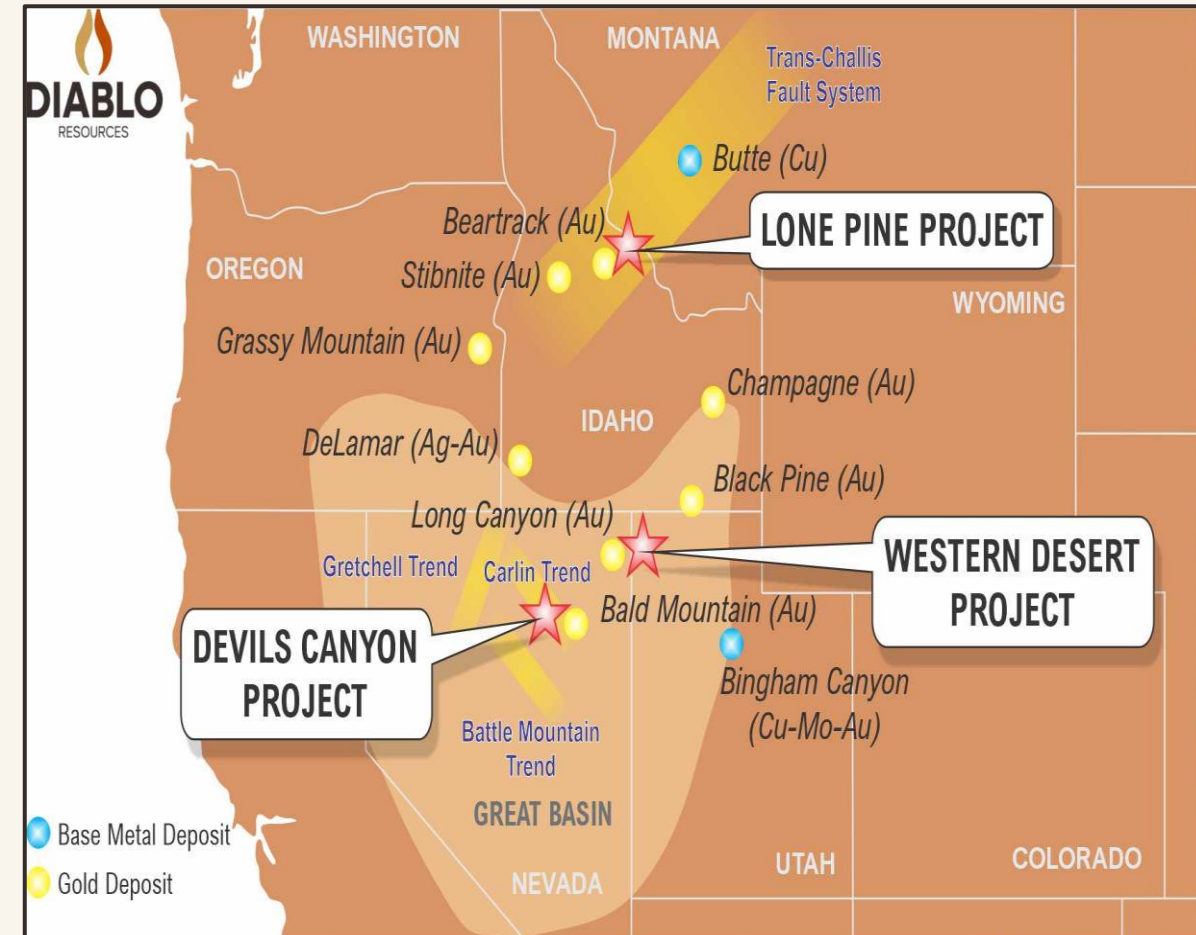 DIABLO
RESOURCES
WASHINGTON
MONTANA
Trans-Challis
Fault System
Butte (Cu)
Beartrack (Au)
LONE PINE PROJECT
OREGON
Stibnite (Au)
WYOMING
Grassy Mountain (Au)
Champagne (Au)
IDAHO
DeLamar (Ag-Au)
Black Pine (Au)
Long Canyon (Au)
Gretchell Trend
Carlin Trend
WESTERN DESERT
PROJECT
Bald Mountain (Au)
DEVILS CANYON
PROJECT
Bingham Canyon
(Cu-Mo-Au)
Battle Mountain
Trend
GREAT BASIN
Base Metal Deposit
Gold Deposit
NEVADA
UTAH
COLORADO